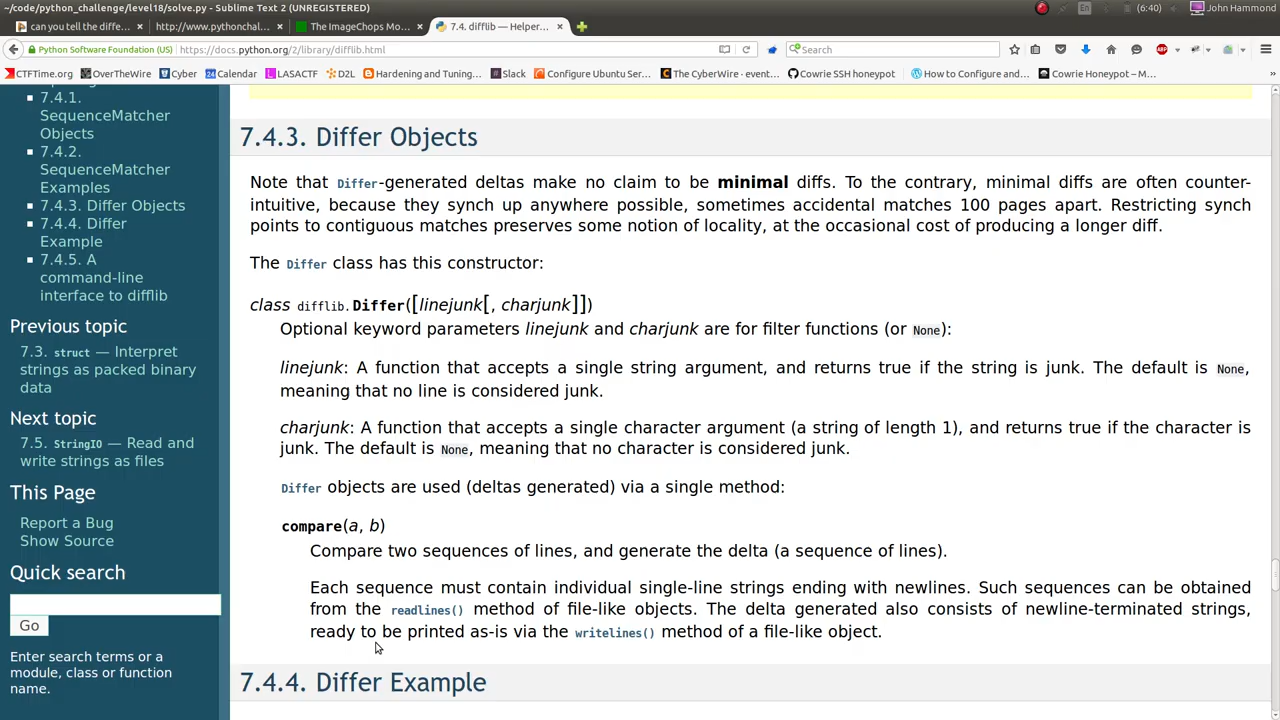 ~/code/python_challenge/level18/solve.py - Sublime Text 2 (UNREGISTERED)
En
(6:40)
John Hammond
can you tell the diffe...
http://www.pythonchal...
The ImageChops Mo...
7.4. difflib — Helper...
Python Software Foundation (US)
https://docs.python.org/2/library/difflib.html
Search
CTFTime.org
OverTheWire
Cyber
Calendar
LASACTF
D2L
Hardening and Tuning...
Slack
Configure Ubuntu Ser...
The CyberWire · event...
Cowrie SSH honeypot
How to Configure and...
Cowrie Honeypot – M...
7.4.1.
SequenceMatcher
Objects
7.4.2.
SequenceMatcher
Examples
7.4.3. Differ Objects
7.4.4. Differ
Example
7.4.5. A
command-line
interface to difflib
Previous topic
7.3. struct — Interpret
strings as packed binary
data
Next topic
7.5. StringIO — Read and
write strings as files
This Page
Report a Bug
Show Source
Quick search
Go
Enter search terms or a
module, class or function
name.
7.4.3. Differ Objects
Note that Differ-generated deltas make no claim to be minimal diffs. To the contrary, minimal diffs are often counter-
intuitive, because they synch up anywhere possible, sometimes accidental matches 100 pages apart. Restricting synch
points to contiguous matches preserves some notion of locality, at the occasional cost of producing a longer diff.
The Differ class has this constructor:
class difflib.Differ([linejunk[, charjunk]])
Optional keyword parameters linejunk and charjunk are for filter functions (or None):
linejunk: A function that accepts a single string argument, and returns true if the string is junk. The default is None,
meaning that no line is considered junk.
charjunk: A function that accepts a single character argument (a string of length 1), and returns true if the character is
junk. The default is None, meaning that no character is considered junk.
Differ objects are used (deltas generated) via a single method:
compare(a, b)
Compare two sequences of lines, and generate the delta (a sequence of lines).
Each sequence must contain individual single-line strings ending with newlines. Such sequences can be obtained
from the readlines() method of file-like objects. The delta generated also consists of newline-terminated strings,
ready to be printed as-is via the writelines() method of a file-like object.
7.4.4. Differ Example